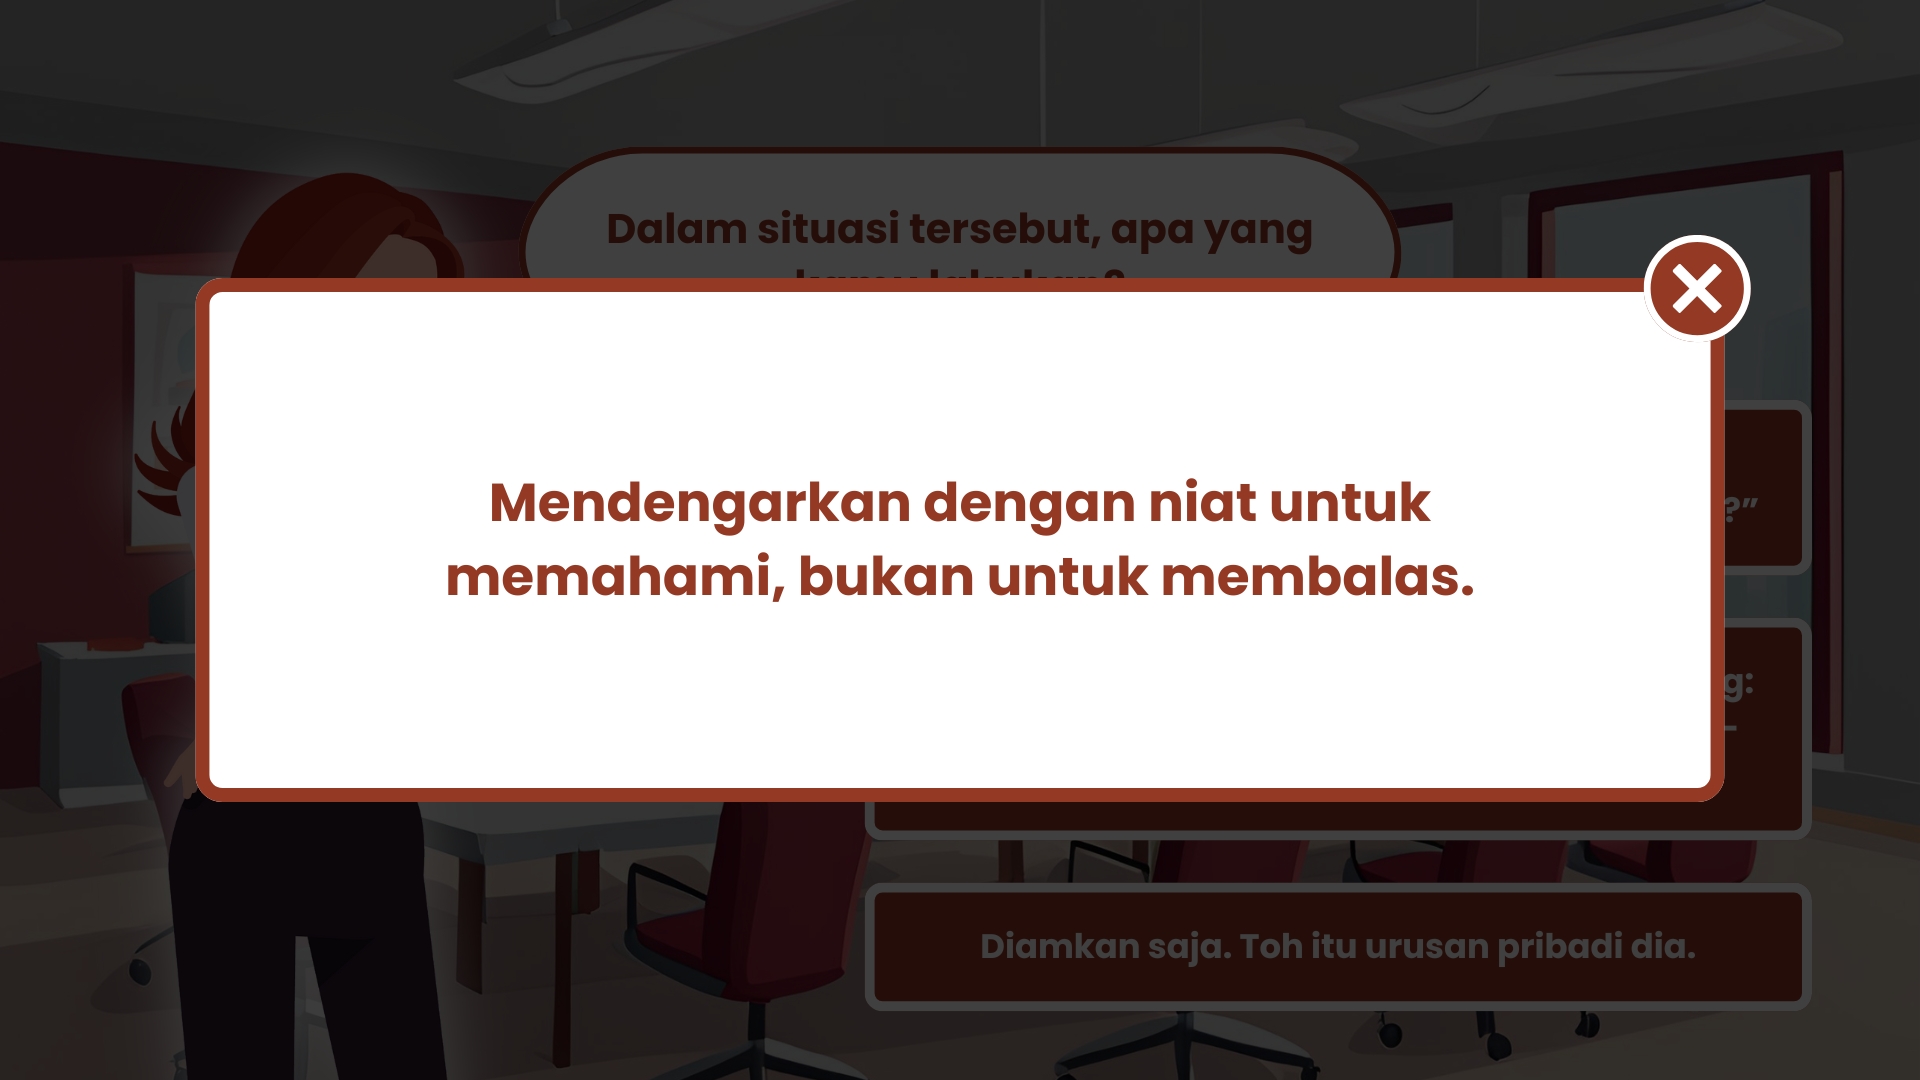 Dalam situasi tersebut, apa yang
Mendengarkan dengan niat untuk
memahami, bukan untuk membalas.
?”
g:
–
Diamkan saja. Toh itu urusan pribadi dia.